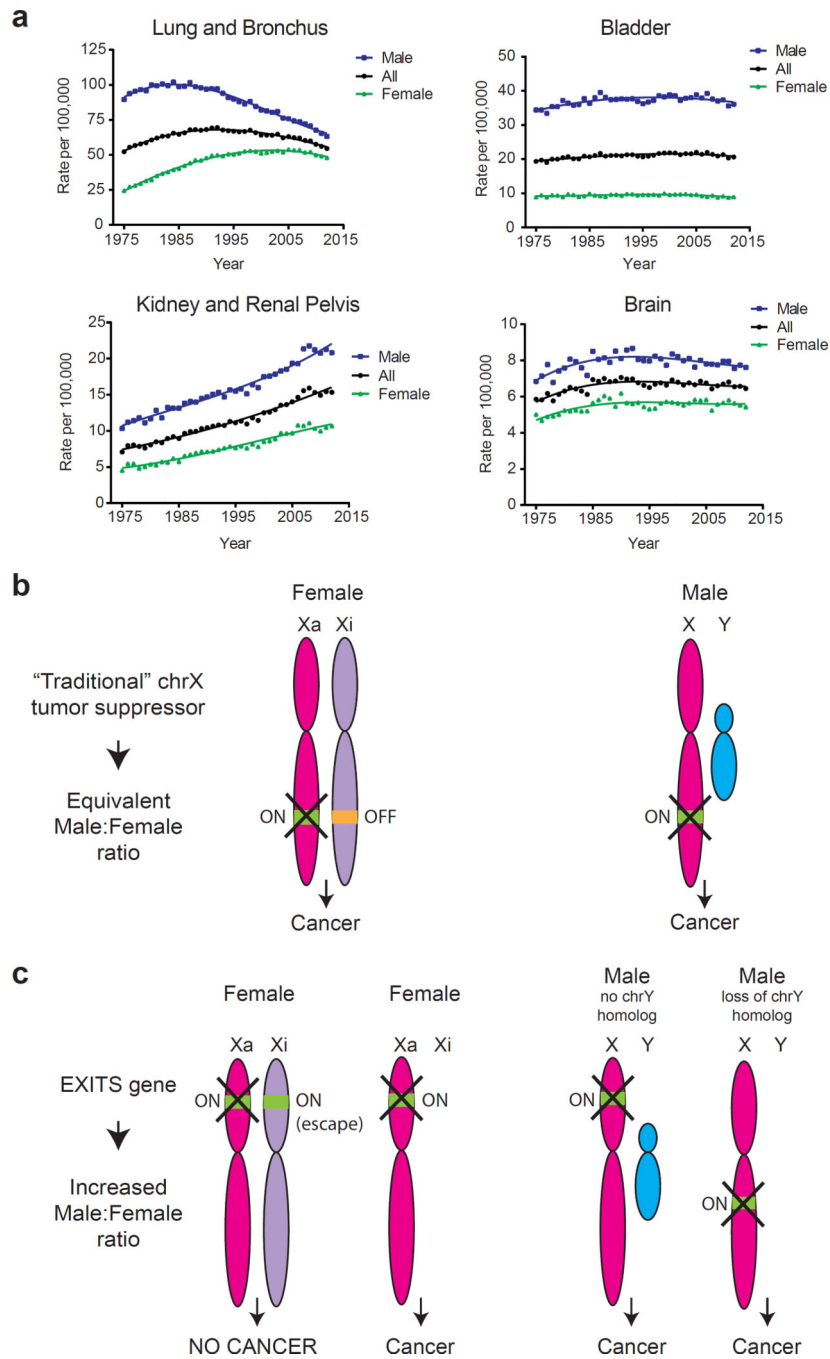 a
Lung and Bronchus
125
100
75
50
25
0
Rate per 100,000
1975 1985 1995 2005 2015
Year
Male
All
Female
Bladder
50
40
30
20
10
0
Rate per 100,000
1975 1985 1995 2005 2015
Year
Male
All
Female
Kidney and Renal Pelvis
25
20
15
10
5
0
Rate per 100,000
1975 1985 1995 2005 2015
Year
Male
All
Female
Brain
10
8
6
4
2
0
Rate per 100,000
1975 1985 1995 2005 2015
Year
Male
All
Female
b
“Traditional” chrX
tumor suppressor
Equivalent
Male:Female
ratio
Female
Xa Xi
ON OFF
Cancer
Male
X Y
ON
Cancer
c
EXITS gene
Increased
Male:Female
ratio
Female
Xa Xi
ON ON
(escape)
NO CANCER
Female
Xa Xi
ON
Cancer
Male
no chrY
homolog
X Y
ON
Cancer
Male
loss of chrY
homolog
X Y
ON
Cancer